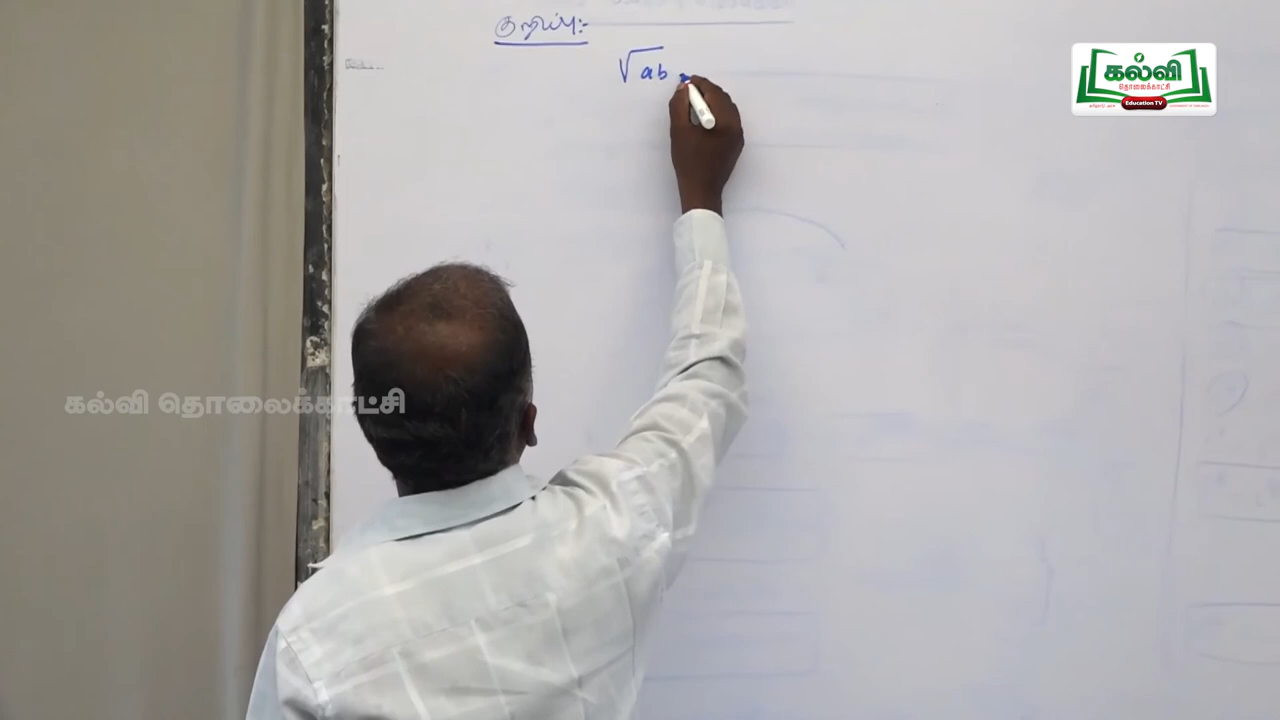 குறிப்பு:-
√ab =
கல்வி
தொலைக்காட்சி
Education TV
கல்வி தொலைக்காட்சி